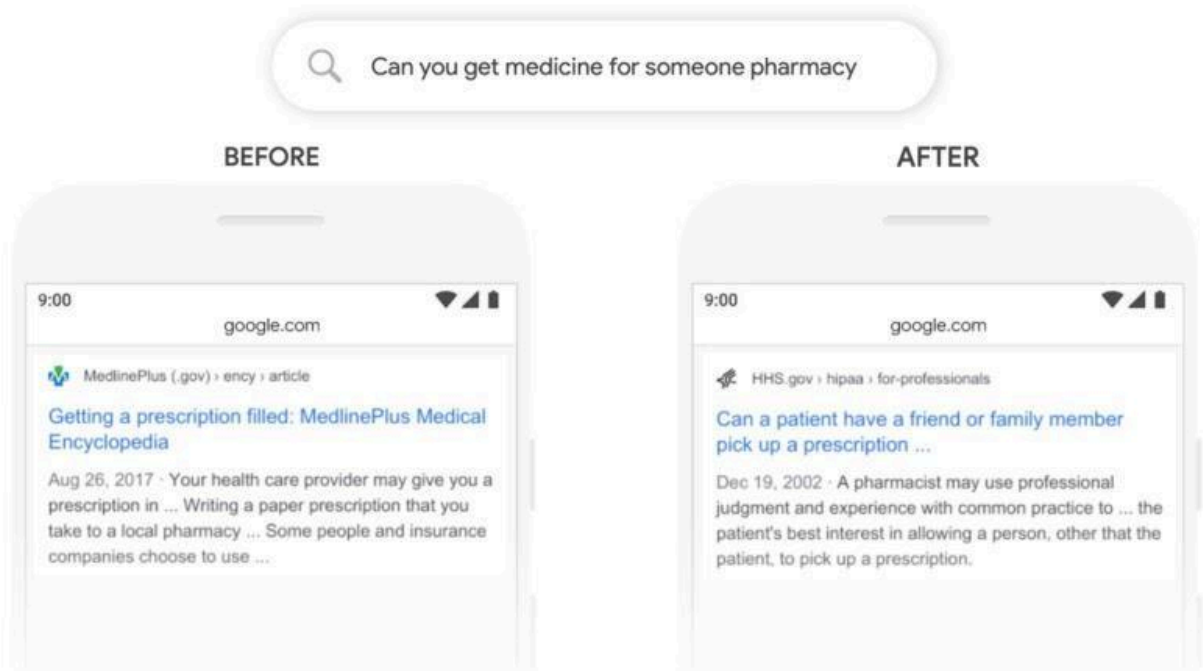 Can you get medicine for someone pharmacy
BEFORE
AFTER
9:00
google.com
MedlinePlus (.gov) › ency › article
Getting a prescription filled: MedlinePlus Medical
Encyclopedia
Aug 26, 2017 · Your health care provider may give you a
prescription in ... Writing a paper prescription that you
take to a local pharmacy ... Some people and insurance
companies choose to use ...
9:00
google.com
HHS.gov › hipaa › for-professionals
Can a patient have a friend or family member
pick up a prescription ...
Dec 19, 2002 · A pharmacist may use professional
judgment and experience with common practice to ... the
patient's best interest in allowing a person, other that the
patient, to pick up a prescription.